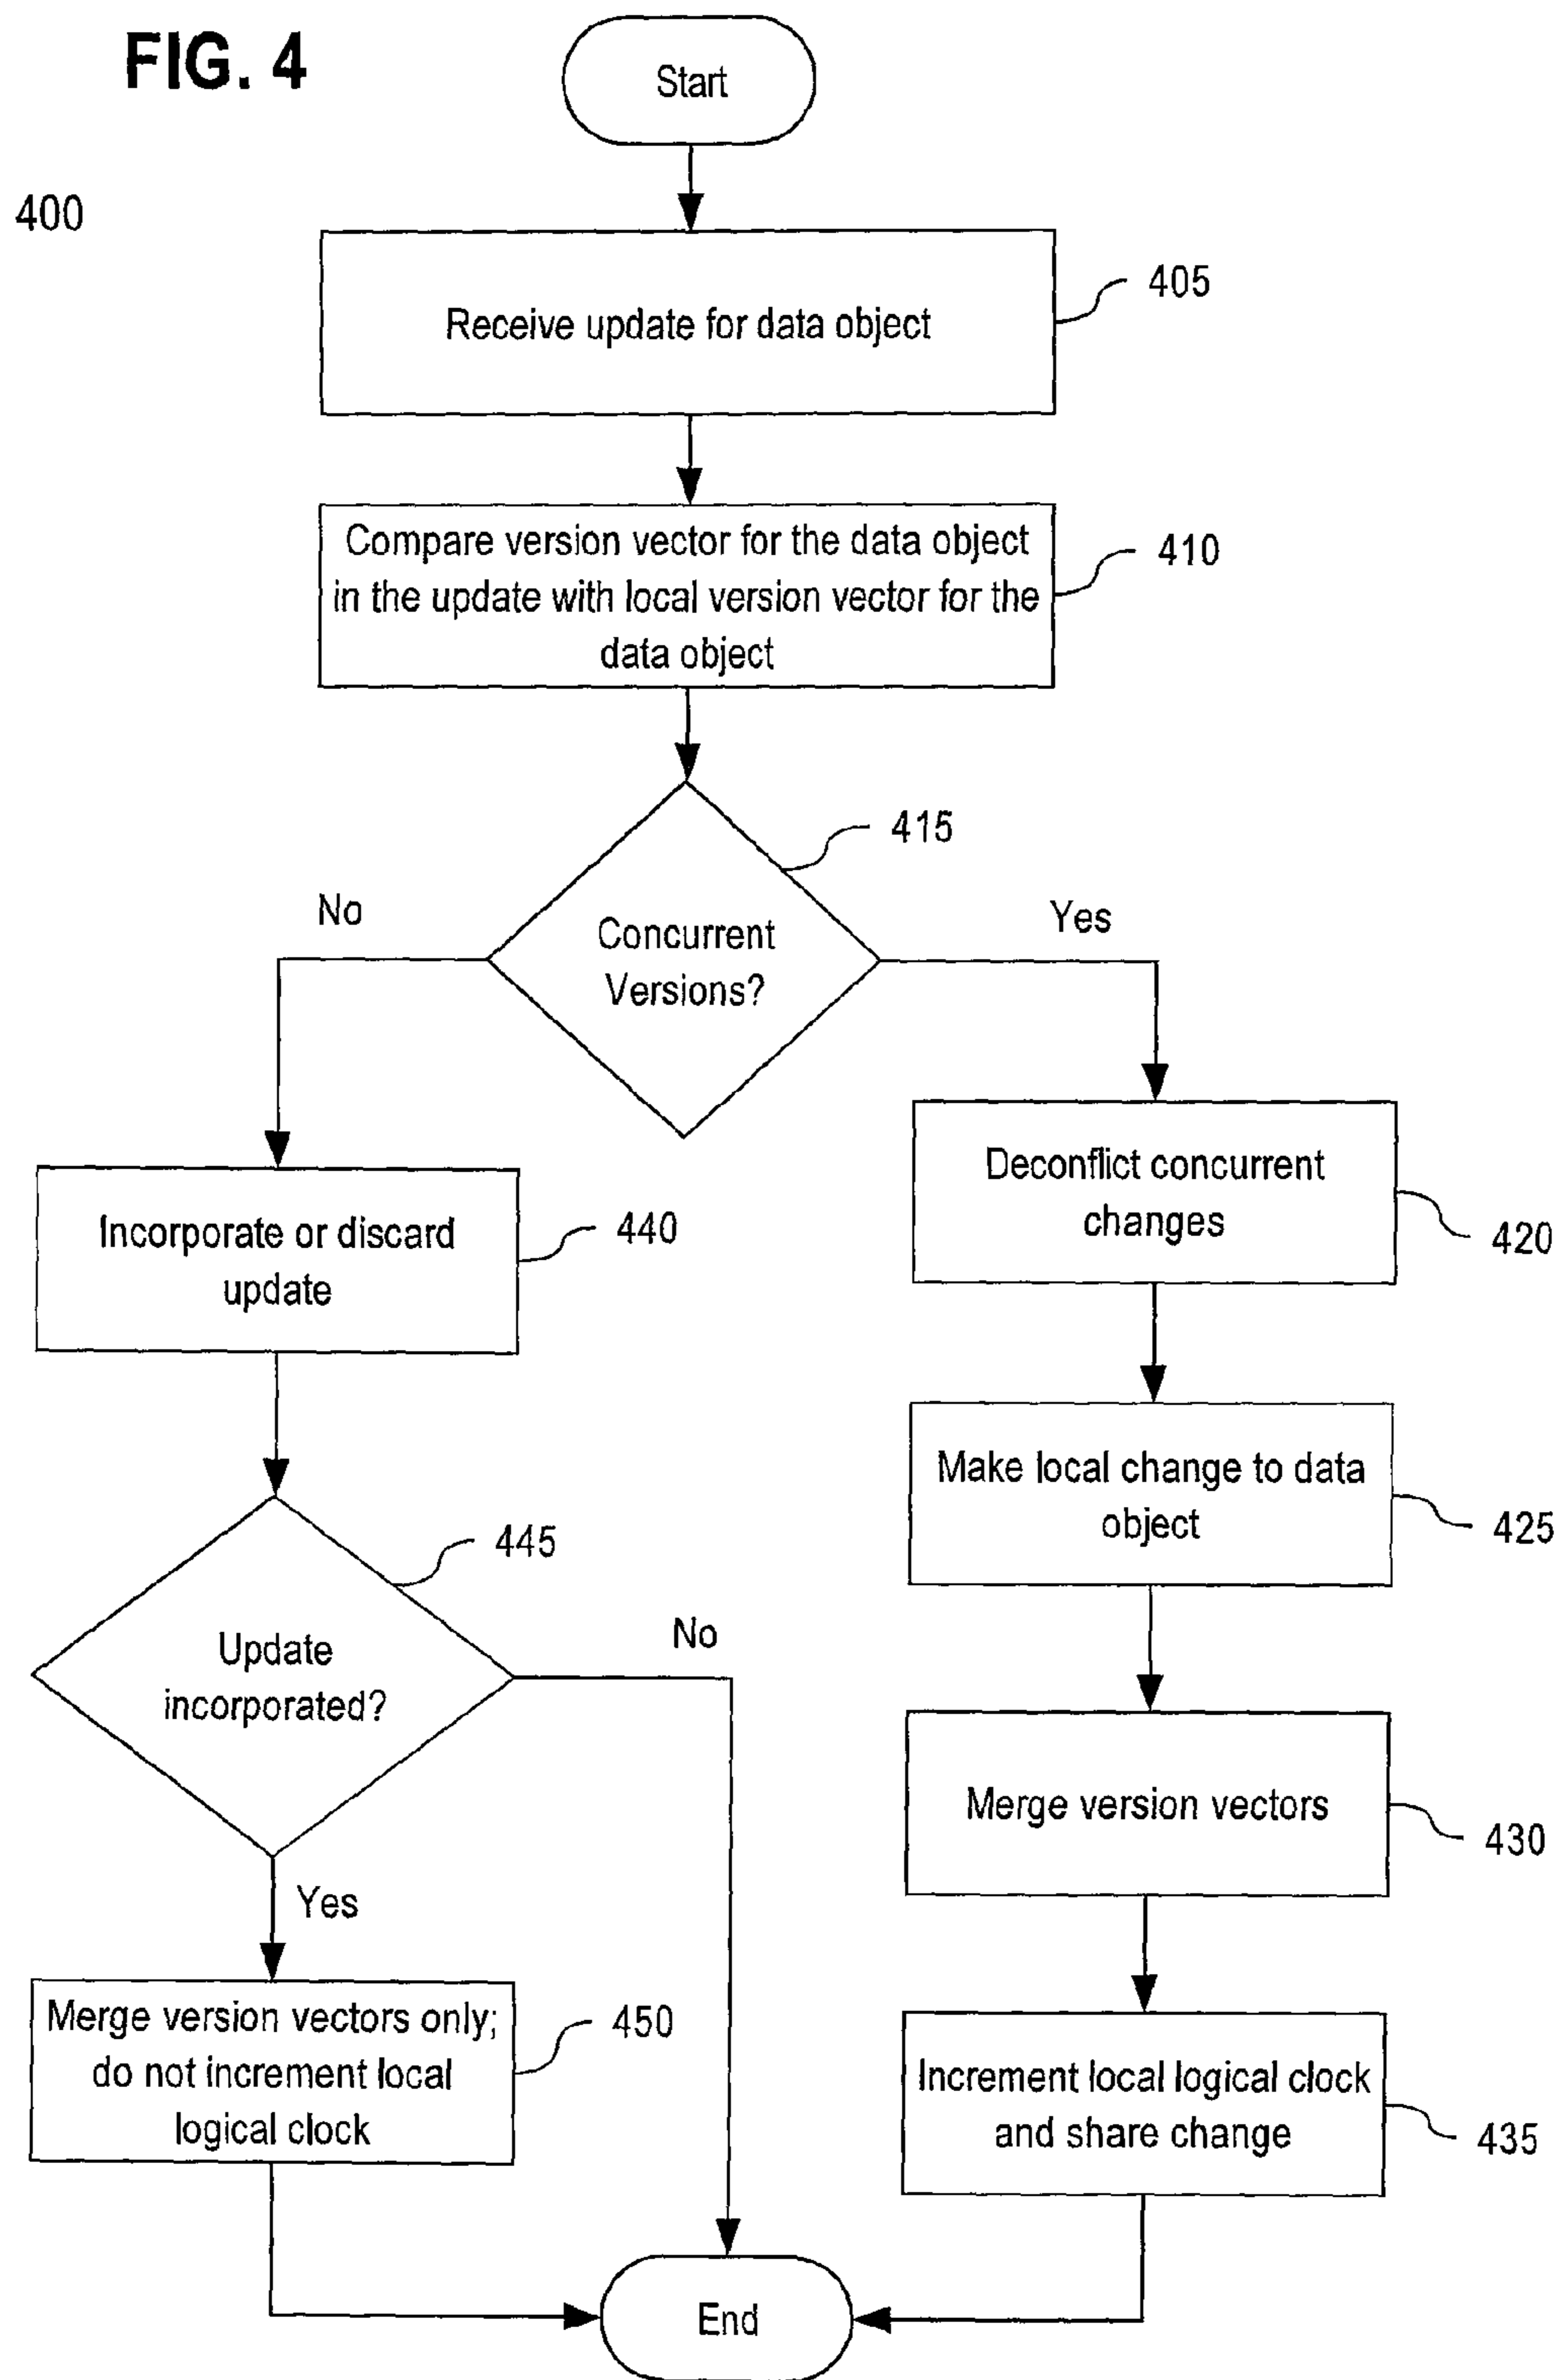 FIG. 4
Start
400
Receive update for data object
405
Compare version vector for the data object
in the update with local version vector for the
data object
410
415
Concurrent
Versions?
No
Yes
Deconflict concurrent
changes
420
Incorporate or discard
update
440
Make local change to data
object
425
445
Update
incorporated?
No
Yes
Merge version vectors
430
Merge version vectors only;
do not increment local
logical clock
450
Increment local logical clock
and share change
435
End